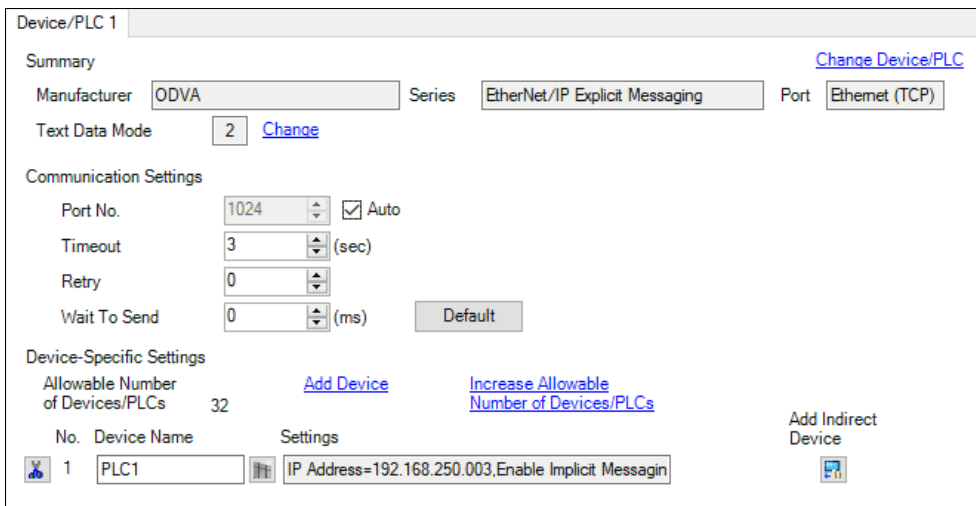 Device/PLC 1
Summary
Change Device/PLC
Manufacturer ODVA Series EtherNet/IP Explicit Messaging Port Ethernet (TCP)
Text Data Mode 2 Change
Communication Settings
Port No. 1024 Auto
Timeout 3 (sec)
Retry 0
Wait To Send 0 (ms) Default
Device-Specific Settings
Allowable Number
of Devices/PLCs 32
Add Device
Increase Allowable
Number of Devices/PLCs
Add Indirect
Device
No. Device Name Settings
1 PLC1 IP Address=192.168.250.003,Enable Implicit Messagin